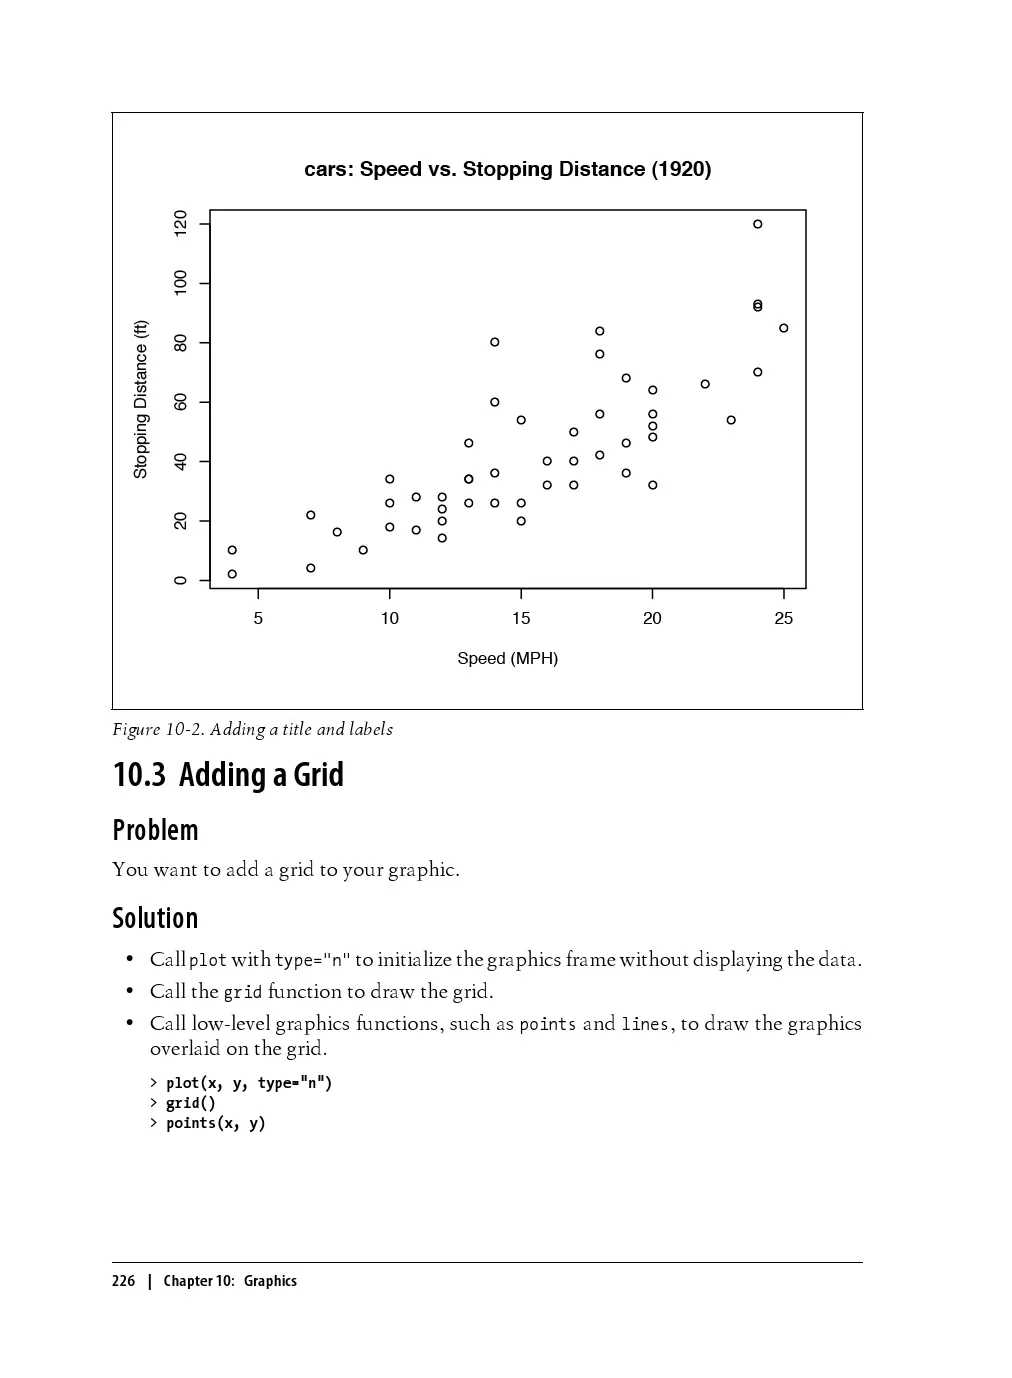 cars: Speed vs. Stopping Distance (1920)
Stopping Distance (ft)
120
100
80
60
40
20
0
5 10 15 20 25
Speed (MPH)
Figure 10-2. Adding a title and labels
10.3 Adding a Grid
Problem
You want to add a grid to your graphic.
Solution
• Call plot with type="n" to initialize the graphics frame without displaying the data.
• Call the grid function to draw the grid.
• Call low-level graphics functions, such as points and lines, to draw the graphics
overlaid on the grid.
> plot(x, y, type="n")
> grid()
> points(x, y)
226 | Chapter 10: Graphics